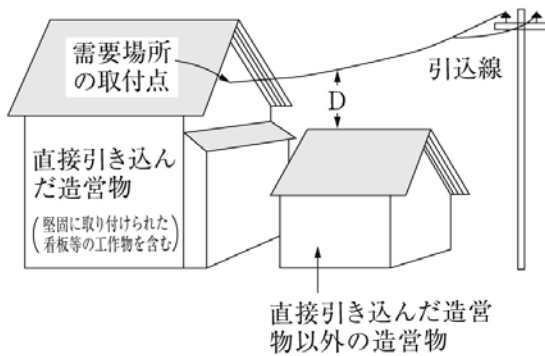 需要場所
の取付点
引込線
D
直接引き込ん
だ造営物
(堅固に取り付けられた
看板等の工作物を含む)
直接引き込んだ造営
物以外の造営物